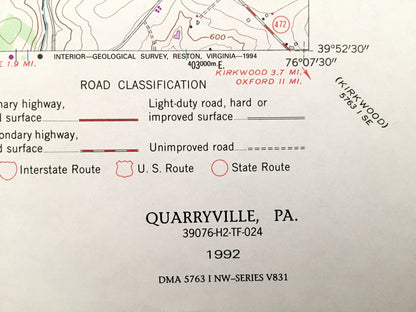 472
600
E 1.9 MI.
INTERIOR—GEOLOGICAL SURVEY, RESTON, VIRGINIA—1994
39°52'30"
403000m.E.
76°07'30"
KIRKWOOD 3.7 MI.
OXFORD 11 MI.
(KIRKWOOD)
5763 I SE
ROAD CLASSIFICATION
nary highway,
d surface
Light-duty road, hard or
improved surface
ondary highway,
d surface
Unimproved road
Interstate Route
U. S. Route
State Route
QUARRYVILLE, PA.
39076-H2-TF-024
1992
DMA 5763 I NW–SERIES V831